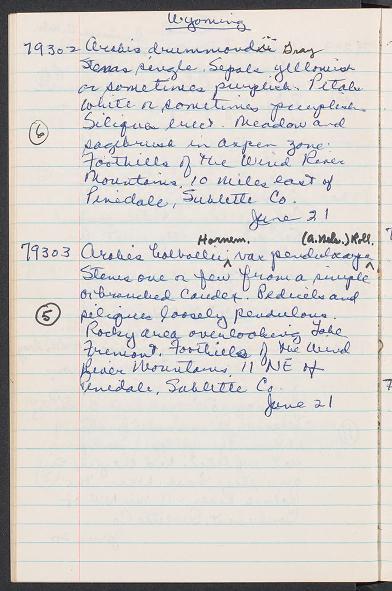 Wyoming
79302 Arabis drummondii Gray
Stems single. Sepals yellowish
or sometimes purplish. Petals
white or sometimes purplish.
Siliques erect. Meadow and
sagebrush in aspen zone.
6
Foothills of the Wind River
Mountains, 10 miles east of
Pinedale, Sublette Co.
June 21
Hornem. (A. Nels.) Roll.
79303 Arabis holboellii ‸ var pendulocarpa ‸
Stems one or few from a simple
or branched caudex. Pedicels and
5
siliques loosely pendulous.
Rocky area overlooking Lake
Fremont. Foothills of the Wind
River Mountains, 11 NE of
Pinedale, Sublette Co.
June 21
7
7